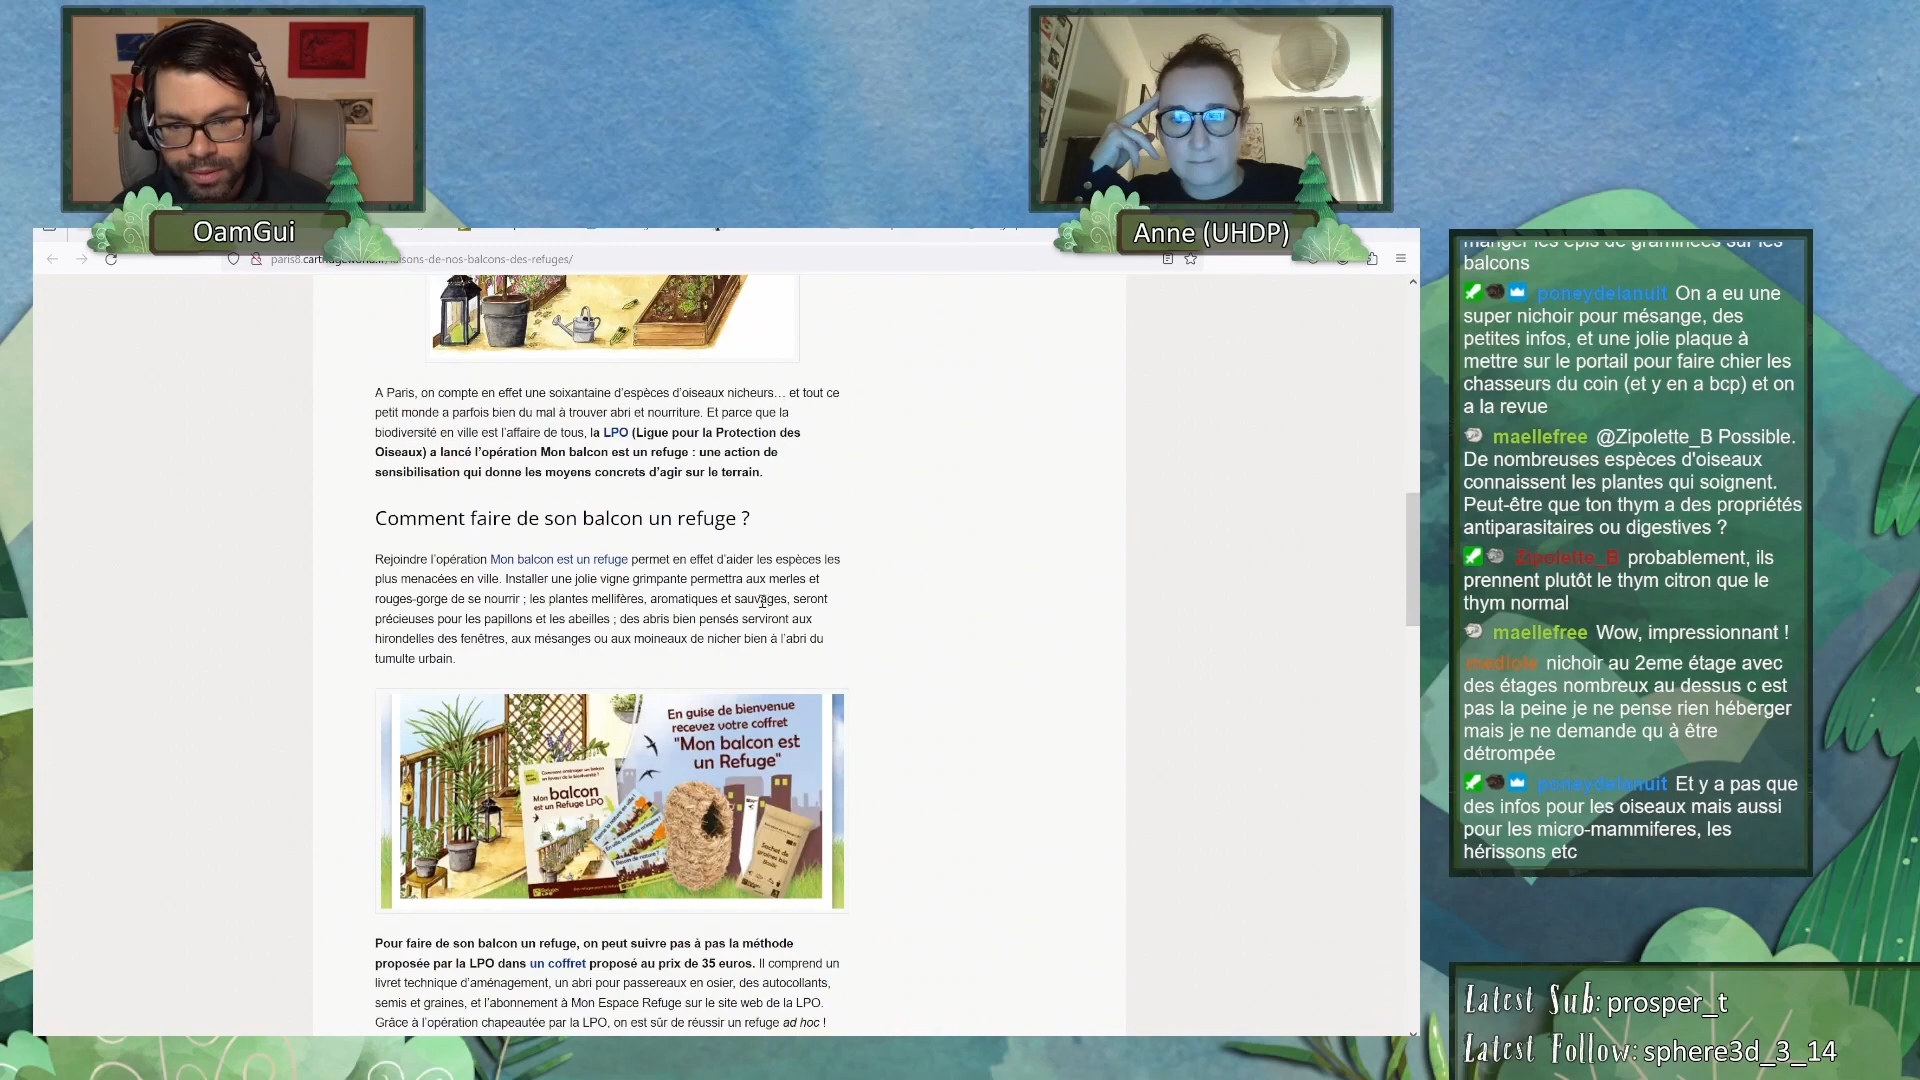 OamGui
Anne (UHDP)
A Paris, on compte en effet une soixantaine d’espèces d’oiseaux nicheurs… et tout ce
petit monde a parfois bien du mal à trouver abri et nourriture. Et parce que la
biodiversité en ville est l’affaire de tous, la LPO (Ligue pour la Protection des
Oiseaux) a lancé l’opération Mon balcon est un refuge : une action de
sensibilisation qui donne les moyens concrets d’agir sur le terrain.
Comment faire de son balcon un refuge ?
Rejoindre l’opération Mon balcon est un refuge permet en effet d’aider les espèces les
plus menacées en ville. Installer une jolie vigne grimpante permettra aux merles et
rouges-gorge de se nourrir ; les plantes mellifères, aromatiques et sauvages, seront
précieuses pour les papillons et les abeilles ; des abris bien pensés serviront aux
hirondelles des fenêtres, aux mésanges ou aux moineaux de nicher bien à l’abri du
tumulte urbain.
En guise de bienvenue
recevez votre coffret
"Mon balcon est
un Refuge"
Mon balcon
est un Refuge LPO
Sachet de
graines bio
Pour faire de son balcon un refuge, on peut suivre pas à pas la méthode
proposée par la LPO dans un coffret proposé au prix de 35 euros. Il comprend un
livret technique d’aménagement, un abri pour passereaux en osier, des autocollants,
semis et graines, et l’abonnement à Mon Espace Refuge sur le site web de la LPO.
Grâce à l’opération chapeautée par la LPO, on est sûr de réussir un refuge ad hoc !
manger les épis de graminées sur les
balcons
poneydelanuit On a eu une
super nichoir pour mésange, des
petites infos, et une jolie plaque à
mettre sur le portail pour faire chier les
chasseurs du coin (et y en a bcp) et on
a la revue
maellefree @Zipolette_B Possible.
De nombreuses espèces d'oiseaux
connaissent les plantes qui soignent.
Peut-être que ton thym a des propriétés
antiparasitaires ou digestives ?
Zipolette_B probablement, ils
prennent plutôt le thym citron que le
thym normal
maellefree Wow, impressionnant !
mediole nichoir au 2eme étage avec
des étages nombreux au dessus c est
pas la peine je ne pense rien héberger
mais je ne demande qu à être
détrompée
poneydelanuit Et y a pas que
des infos pour les oiseaux mais aussi
pour les micro-mammiferes, les
hérissons etc
Latest Sub: prosper_t
Latest Follow: sphere3d_3_14